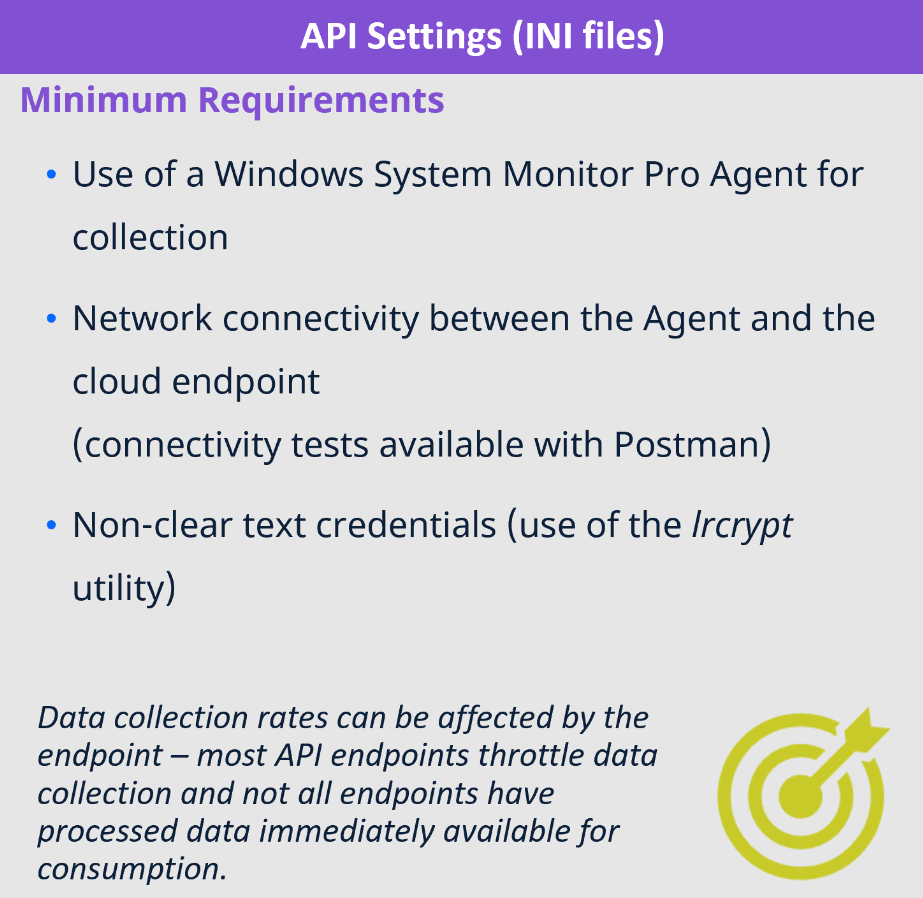 API Settings (INI files)
Minimum Requirements
• Use of a Windows System Monitor Pro Agent for
collection
• Network connectivity between the Agent and the
cloud endpoint
(connectivity tests available with Postman)
• Non-clear text credentials (use of the lrcrypt
utility)
Data collection rates can be affected by the
endpoint – most API endpoints throttle data
collection and not all endpoints have
processed data immediately available for
consumption.